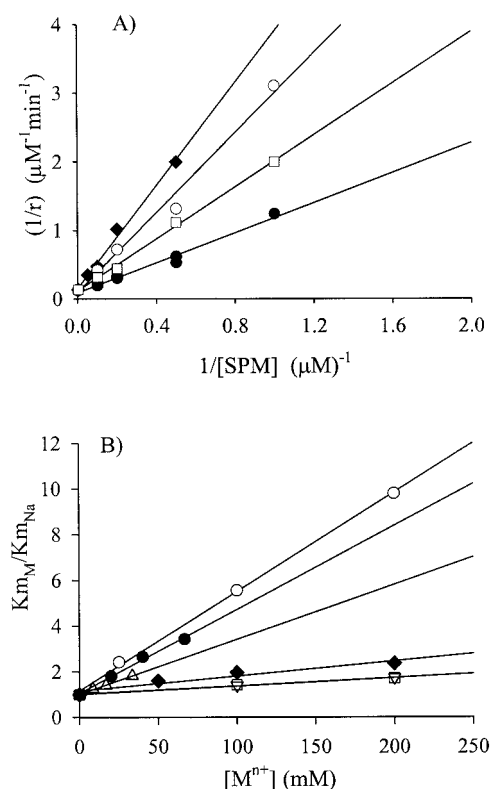 A)
4
3
2
1
0
(1/r) (μM⁻¹min⁻¹)
0.0 0.4 0.8 1.2 1.6 2.0
1/[SPM] (μM)⁻¹
B)
12
10
8
6
4
2
0
Km_M/Km_Na
0 50 100 150 200 250
[Mⁿ⁺] (mM)